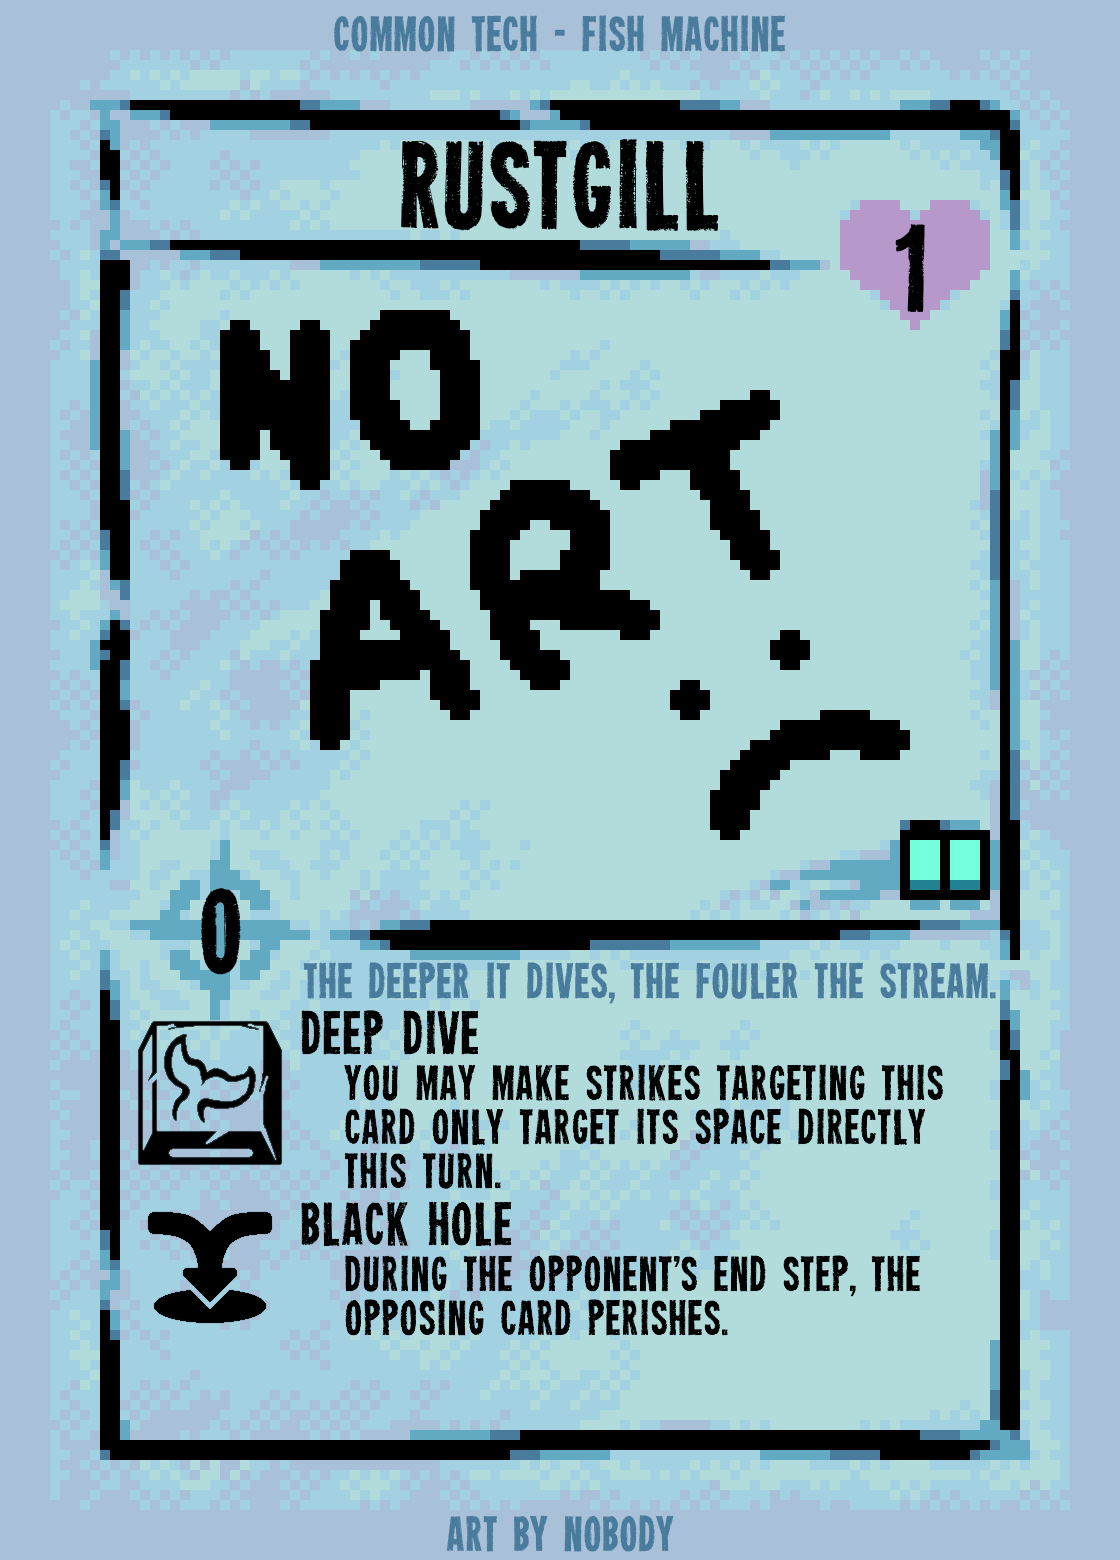 COMMON TECH - FISH MACHINE
RUSTGILL
1
NO
ART
:(
0
THE DEEPER IT DIVES, THE FOULER THE STREAM.
DEEP DIVE
YOU MAY MAKE STRIKES TARGETING THIS
CARD ONLY TARGET ITS SPACE DIRECTLY
THIS TURN.
BLACK HOLE
DURING THE OPPONENT'S END STEP, THE
OPPOSING CARD PERISHES.
ART BY NOBODY